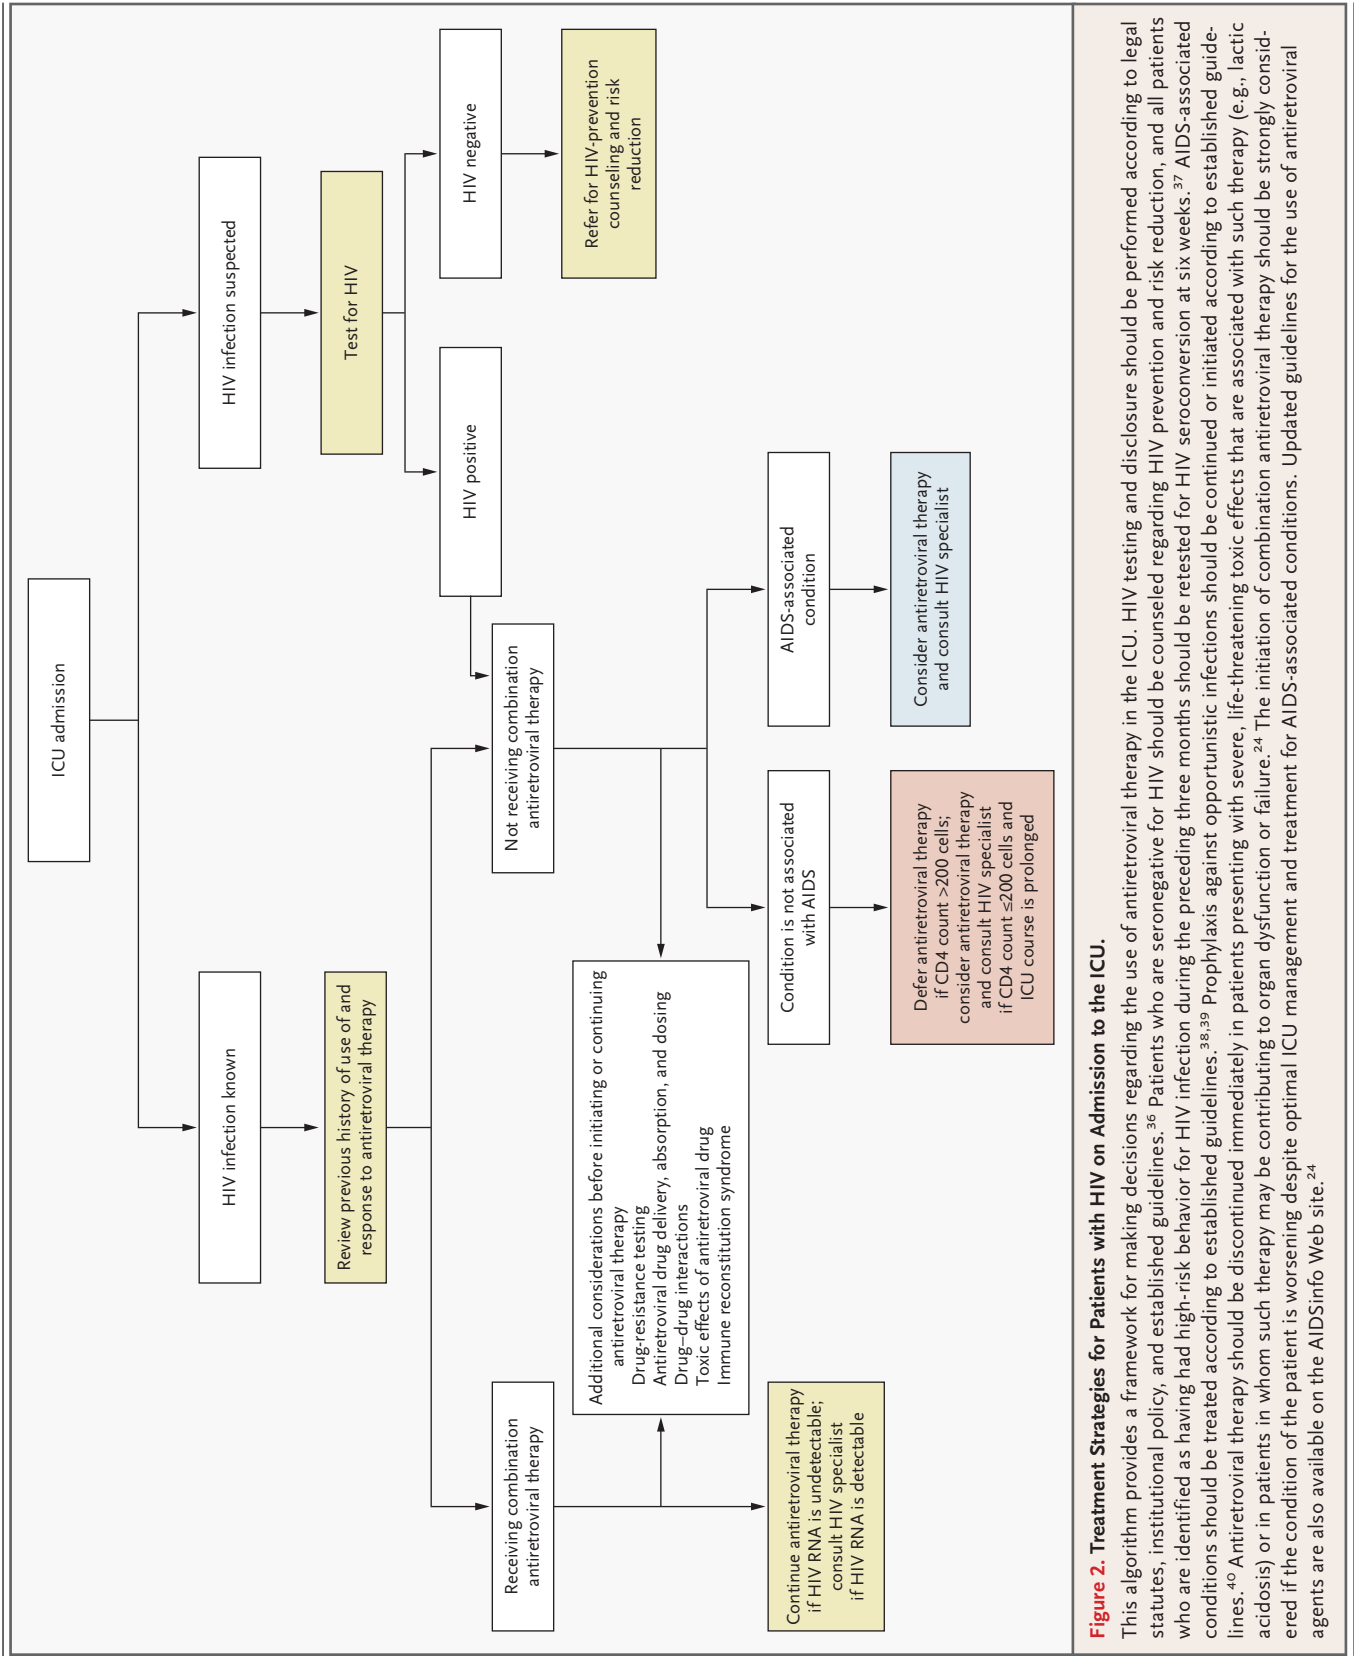 ICU admission
HIV infection known
HIV infection suspected
Review previous history of use of and
response to antiretroviral therapy
Test for HIV
Receiving combination
antiretroviral therapy
Not receiving combination
antiretroviral therapy
HIV positive
HIV negative
Refer for HIV-prevention
counseling and risk
reduction
Additional considerations before initiating or continuing
antiretroviral therapy
Drug-resistance testing
Antiretroviral drug delivery, absorption, and dosing
Drug–drug interactions
Toxic effects of antiretroviral drug
Immune reconstitution syndrome
Continue antiretroviral therapy
if HIV RNA is undetectable;
consult HIV specialist
if HIV RNA is detectable
Condition is not associated
with AIDS
AIDS-associated
condition
Defer antiretroviral therapy
if CD4 count >200 cells;
consider antiretroviral therapy
and consult HIV specialist
if CD4 count ≤200 cells and
ICU course is prolonged
Consider antiretroviral therapy
and consult HIV specialist
Figure 2. Treatment Strategies for Patients with HIV on Admission to the ICU.
This algorithm provides a framework for making decisions regarding the use of antiretroviral therapy in the ICU. HIV testing and disclosure should be performed according to legal
statutes, institutional policy, and established guidelines.36 Patients who are seronegative for HIV should be counseled regarding HIV prevention and risk reduction, and all patients
who are identified as having had high-risk behavior for HIV infection during the preceding three months should be retested for HIV seroconversion at six weeks.37 AIDS-associated
conditions should be treated according to established guidelines.38,39 Prophylaxis against opportunistic infections should be continued or initiated according to established guide-
lines.40 Antiretroviral therapy should be discontinued immediately in patients presenting with severe, life-threatening toxic effects that are associated with such therapy (e.g., lactic
acidosis) or in patients in whom such therapy may be contributing to organ dysfunction or failure.24 The initiation of combination antiretroviral therapy should be strongly consid-
ered if the condition of the patient is worsening despite optimal ICU management and treatment for AIDS-associated conditions. Updated guidelines for the use of antiretroviral
agents are also available on the AIDSinfo Web site.24